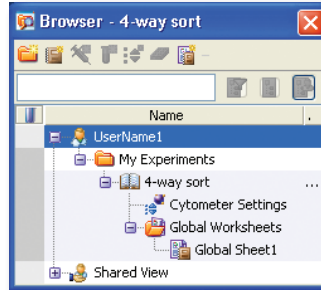 Browser - 4-way sort
Name .
UserName1
My Experiments
4-way sort ...
Cytometer Settings
Global Worksheets
Global Sheet1
Shared View